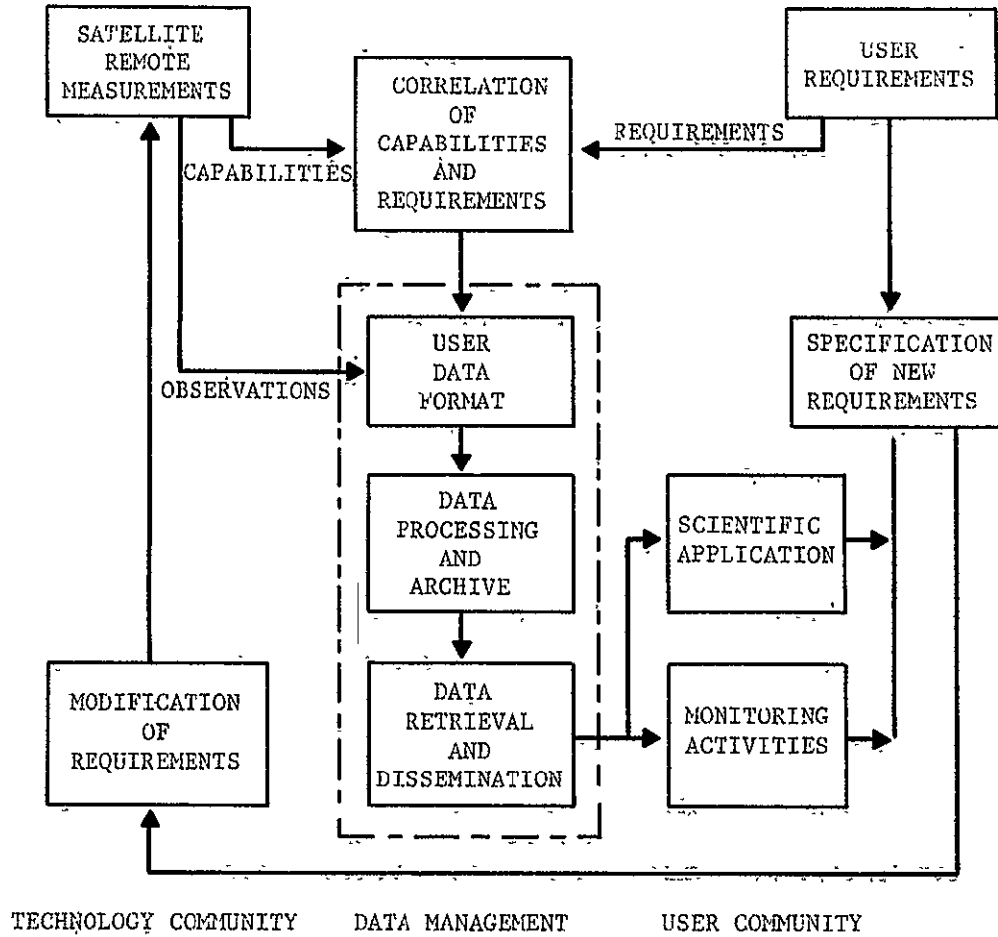 SATELLITE
REMOTE
MEASUREMENTS
CORRELATION
OF
CAPABILITIES
AND
REQUIREMENTS
USER
REQUIREMENTS
CAPABILITIES
REQUIREMENTS
USER
DATA
FORMAT
OBSERVATIONS
SPECIFICATION
OF NEW
REQUIREMENTS
DATA
PROCESSING
AND
ARCHIVE
SCIENTIFIC
APPLICATION
MODIFICATION
OF
REQUIREMENTS
DATA
RETRIEVAL
AND
DISSEMINATION
MONITORING
ACTIVITIES
TECHNOLOGY COMMUNITY
DATA MANAGEMENT
USER COMMUNITY